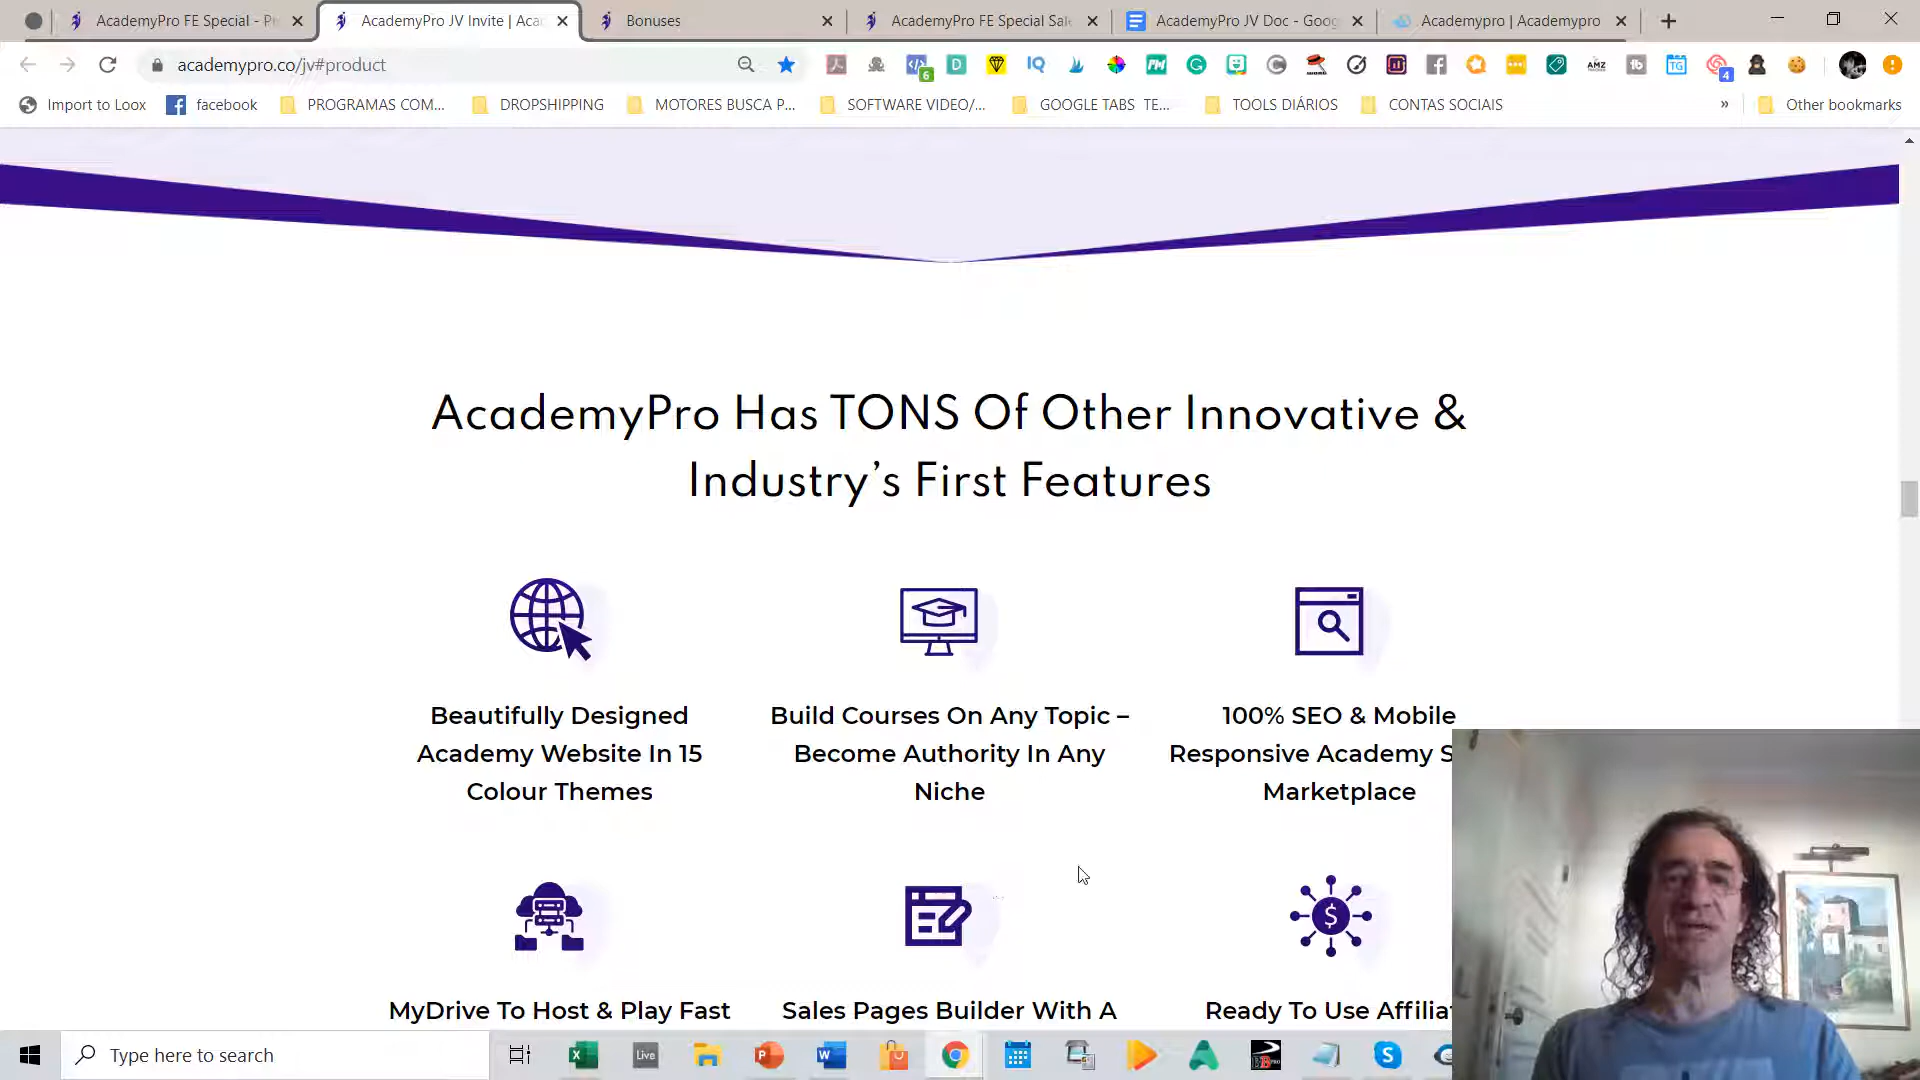 AcademyPro FE Special - P
AcademyPro JV Invite | Aca
Bonuses
AcademyPro FE Special Sal
AcademyPro JV Doc - Goog
Academypro | Academypro
academypro.co/jv#product
Import to Loox
facebook
PROGRAMAS COM...
DROPSHIPPING
MOTORES BUSCA P...
SOFTWARE VIDEO/...
GOOGLE TABS TE...
TOOLS DIÁRIOS
CONTAS SOCIAIS
»
Other bookmarks
AcademyPro Has TONS Of Other Innovative &
Industry’s First Features
Beautifully Designed
Academy Website In 15
Colour Themes
Build Courses On Any Topic –
Become Authority In Any
Niche
100% SEO & Mobile
Responsive Academy S
Marketplace
MyDrive To Host & Play Fast
Sales Pages Builder With A
Ready To Use Affilia
Type here to search
Live